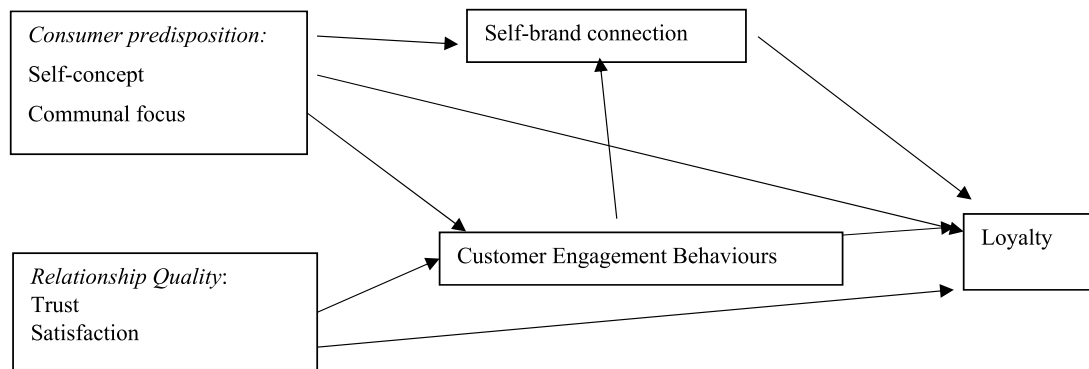 Consumer predisposition:
Self-concept
Communal focus
Self-brand connection
Customer Engagement Behaviours
Loyalty
Relationship Quality:
Trust
Satisfaction